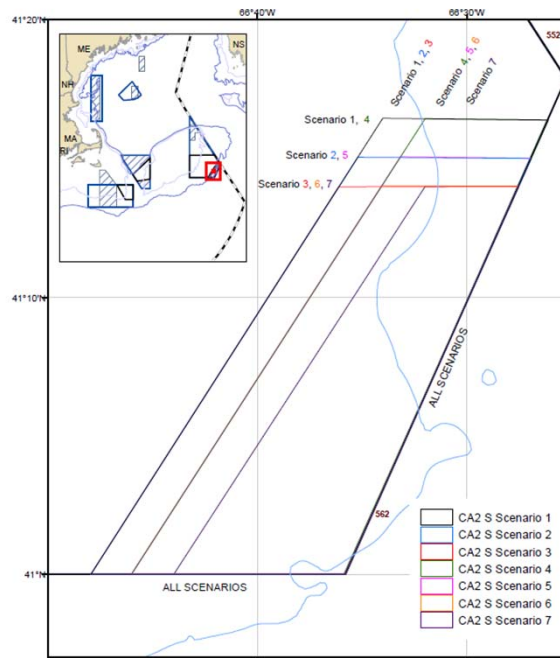 66°40'W
66°30'W
41°20'N
ME
NS
NH
MA
RI
552
Scenario 1, 2, 3
Scenario 4, 5, 6
Scenario 7
Scenario 1, 4
Scenario 2, 5
Scenario 3, 6, 7
41°10'N
ALL SCENARIOS
562
41°N
ALL SCENARIOS
CA2 S Scenario 1
CA2 S Scenario 2
CA2 S Scenario 3
CA2 S Scenario 4
CA2 S Scenario 5
CA2 S Scenario 6
CA2 S Scenario 7